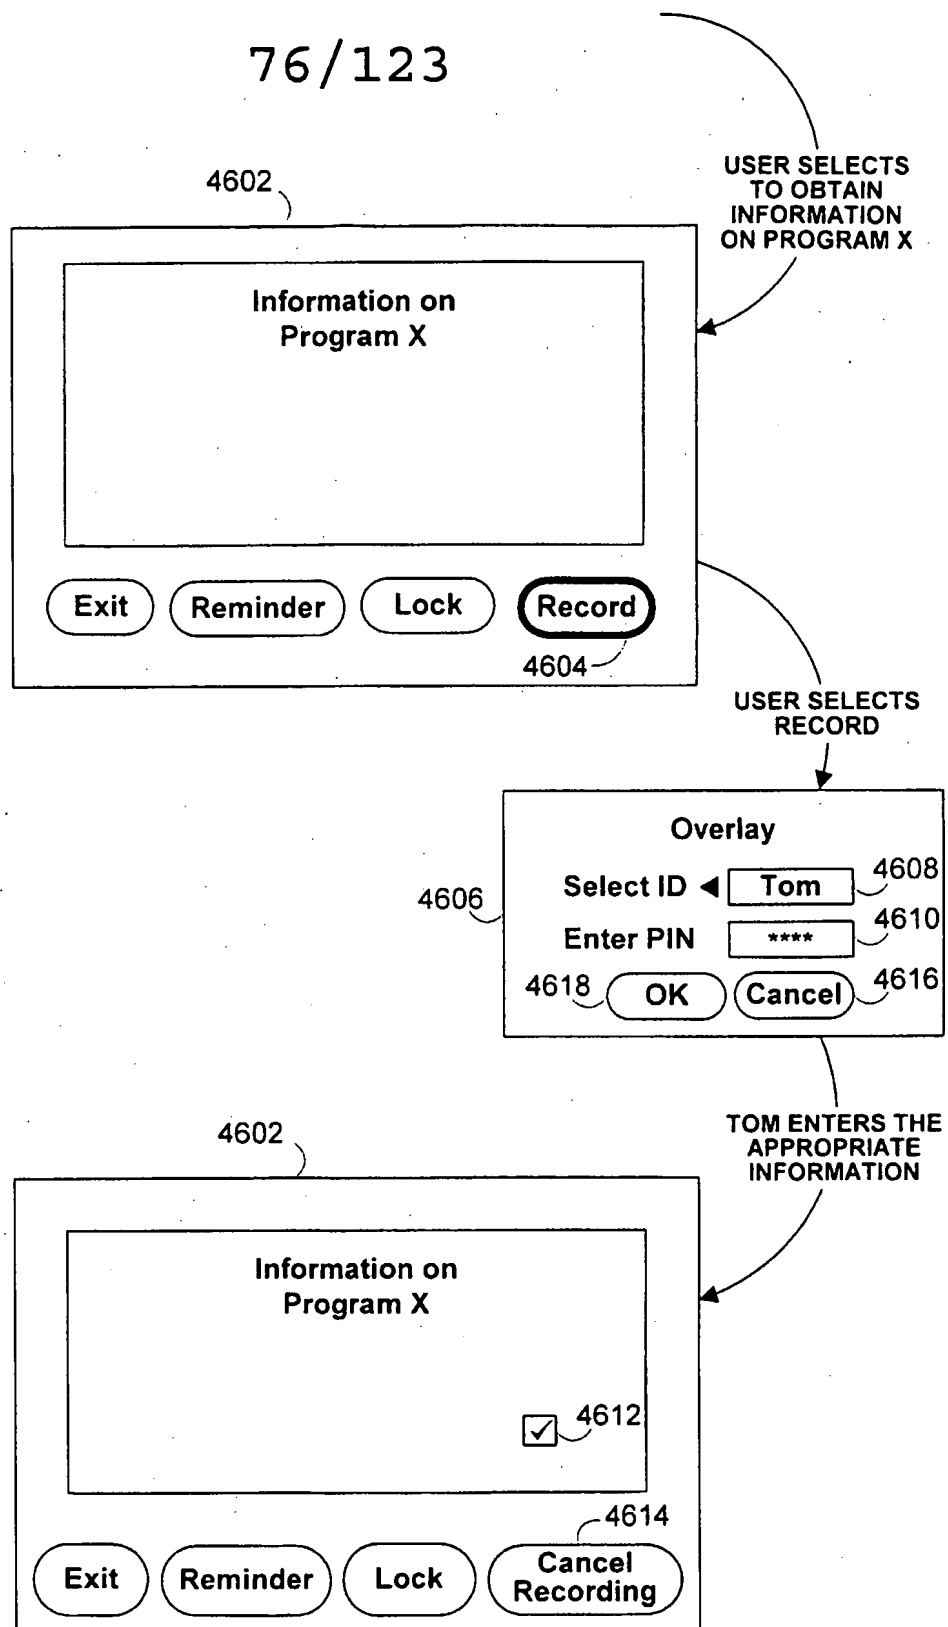 76/123
USER SELECTS
TO OBTAIN
INFORMATION
ON PROGRAM X
4602
Information on
Program X
Exit
Reminder
Lock
Record
4604
USER SELECTS
RECORD
Overlay
4606
Select ID ◄ Tom
4608
Enter PIN ****
4610
4618
OK
Cancel
4616
TOM ENTERS THE
APPROPRIATE
INFORMATION
4602
Information on
Program X
✓
4612
4614
Exit
Reminder
Lock
Cancel
Recording